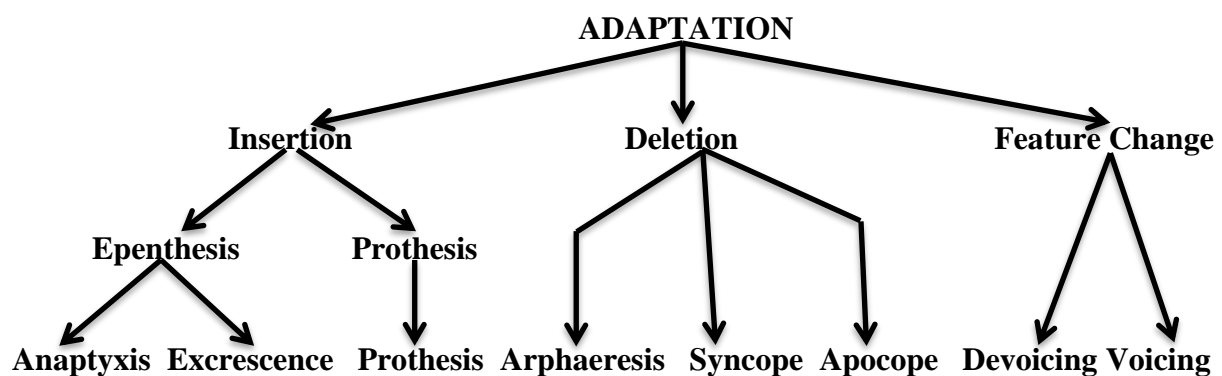 ADAPTATION
Insertion Deletion Feature Change
Epenthesis Prothesis
Anaptyxis Excrescence Prothesis Arphaeresis Syncope Apocope Devoicing Voicing